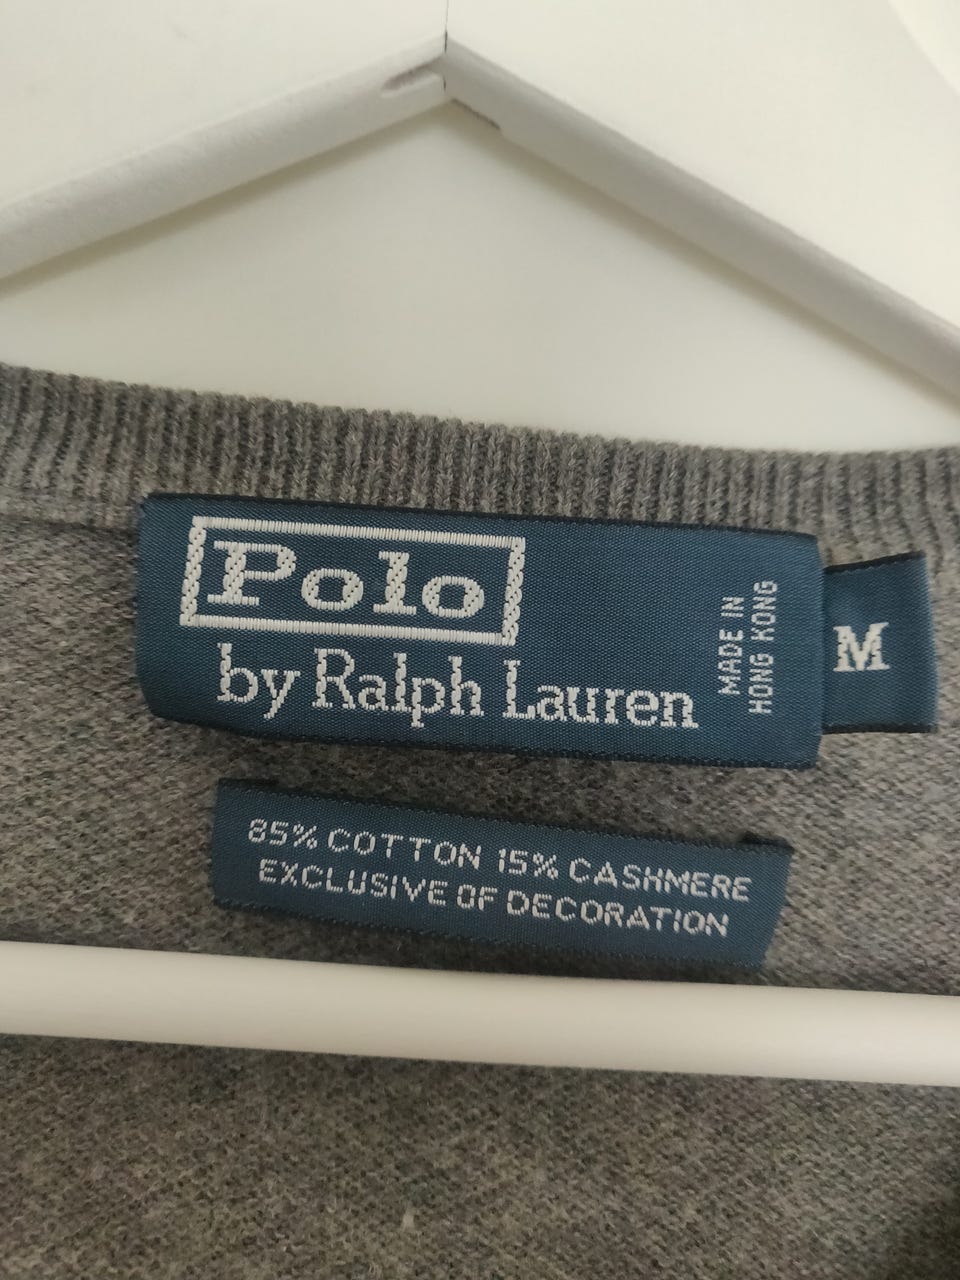 Polo
by Ralph Lauren
MADE IN
HONG KONG
M
85% COTTON 15% CASHMERE
EXCLUSIVE OF DECORATION